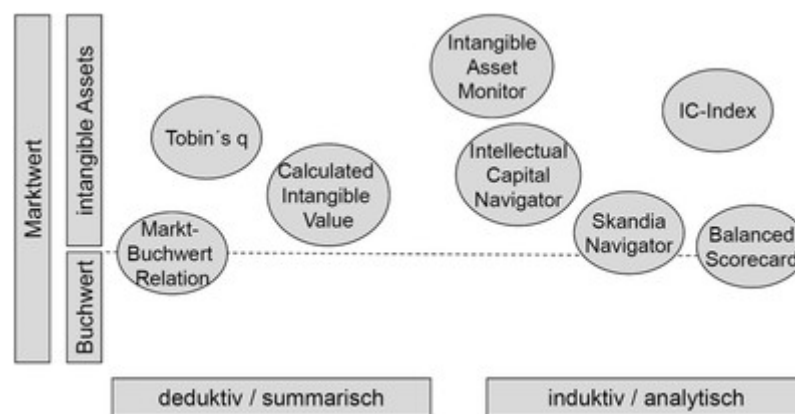 Marktwert
intangible Assets
Buchwert
Intangible
Asset
Monitor
IC-Index
Tobin´s q
Calculated
Intangible
Value
Intellectual
Capital
Navigator
Markt-
Buchwert
Relation
Skandia
Navigator
Balanced
Scorecard
deduktiv / summarisch
induktiv / analytisch